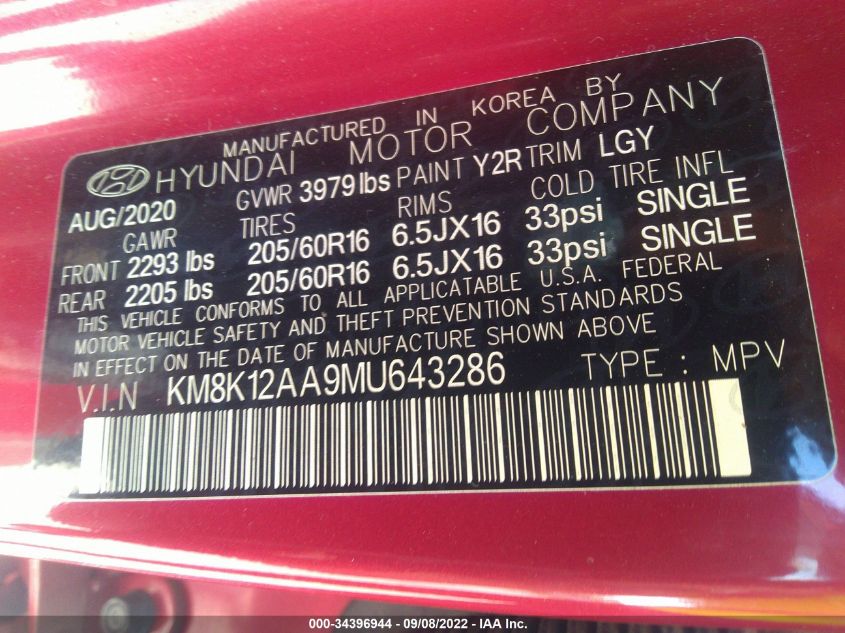 MANUFACTURED IN KOREA BY
HYUNDAI MOTOR COMPANY
AUG/2020 GVWR 3979 lbs PAINT Y2R TRIM LGY
GAWR TIRES RIMS COLD TIRE INFL
FRONT 2293 lbs 205/60R16 6.5JX16 33psi SINGLE
REAR 2205 lbs 205/60R16 6.5JX16 33psi SINGLE
THIS VEHICLE CONFORMS TO ALL APPLICATABLE U.S.A. FEDERAL
MOTOR VEHICLE SAFETY AND THEFT PREVENTION STANDARDS
IN EFFECT ON THE DATE OF MANUFACTURE SHOWN ABOVE
V.I.N KM8K12AA9MU643286 TYPE : MPV
000-34396944 - 09/08/2022 - IAA Inc.